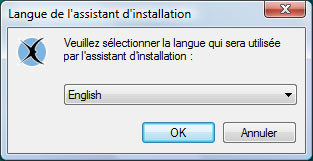 Langue de l'assistant d'installation
Veuillez sélectionner la langue qui sera utilisée
par l'assistant d'installation :
English
OK
Annuler